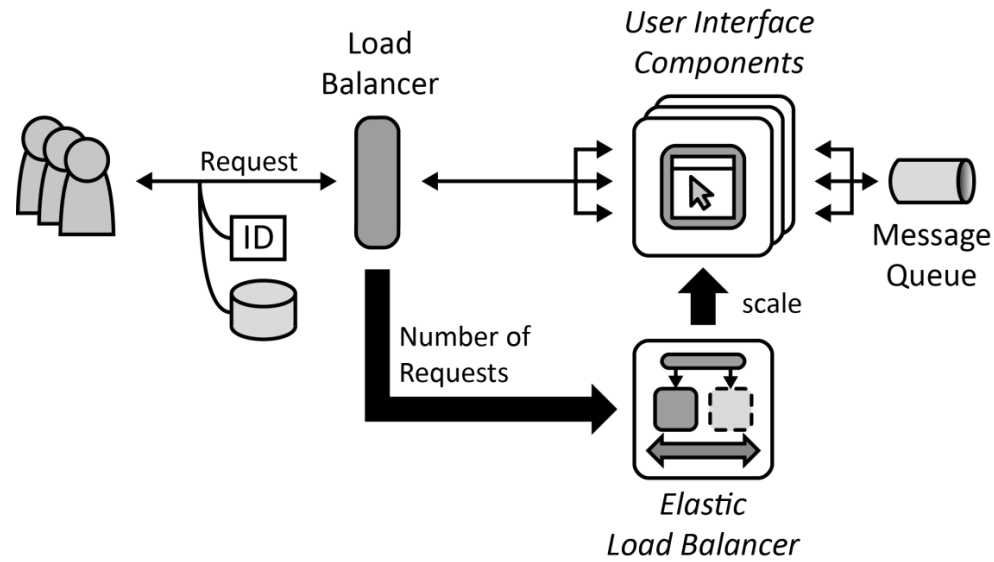 User Interface
Components
Load
Balancer
Request
ID
Message
Queue
scale
Number of
Requests
Elastic
Load Balancer